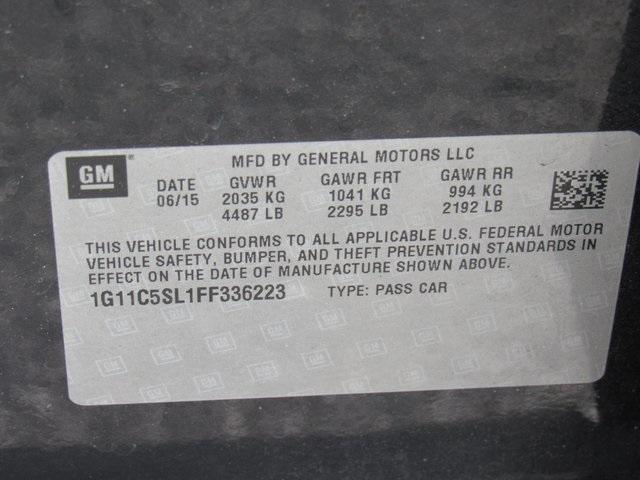 GM
MFD BY GENERAL MOTORS LLC
DATE GVWR GAWR FRT GAWR RR
06/15 2035 KG 1041 KG 994 KG
4487 LB 2295 LB 2192 LB
THIS VEHICLE CONFORMS TO ALL APPLICABLE U.S. FEDERAL MOTOR
VEHICLE SAFETY, BUMPER, AND THEFT PREVENTION STANDARDS IN
EFFECT ON THE DATE OF MANUFACTURE SHOWN ABOVE.
1G11C5SL1FF336223 TYPE: PASS CAR